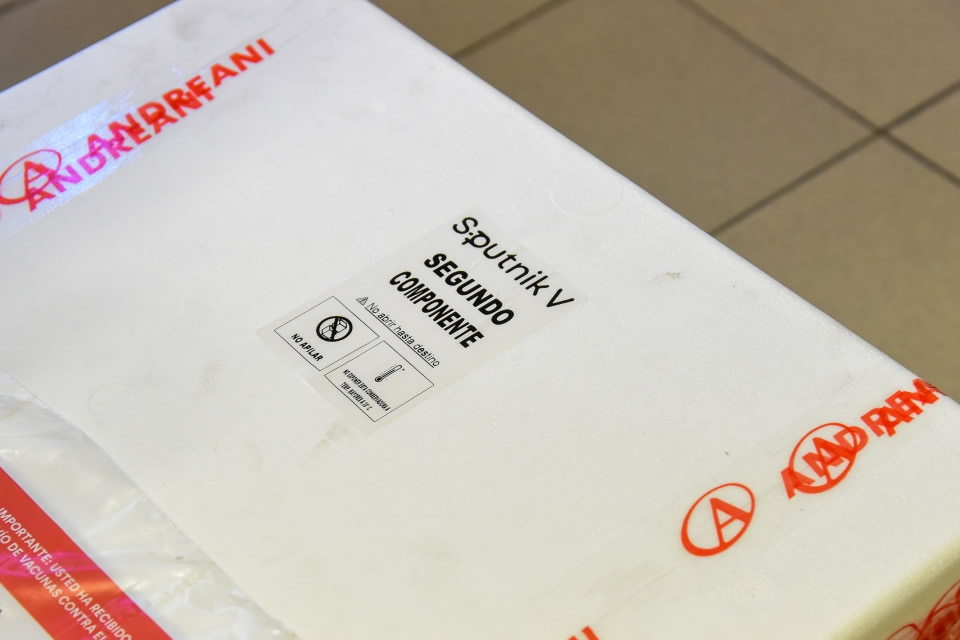 ANDREANI
ANDREANI
A
Sputnik V
SEGUNDO
COMPONENTE
No abrir hasta destino
NO APILAR
A
A
IMPORTANTE: USTED HA RECIBIDO
DE VACUNAS CONTRA EL